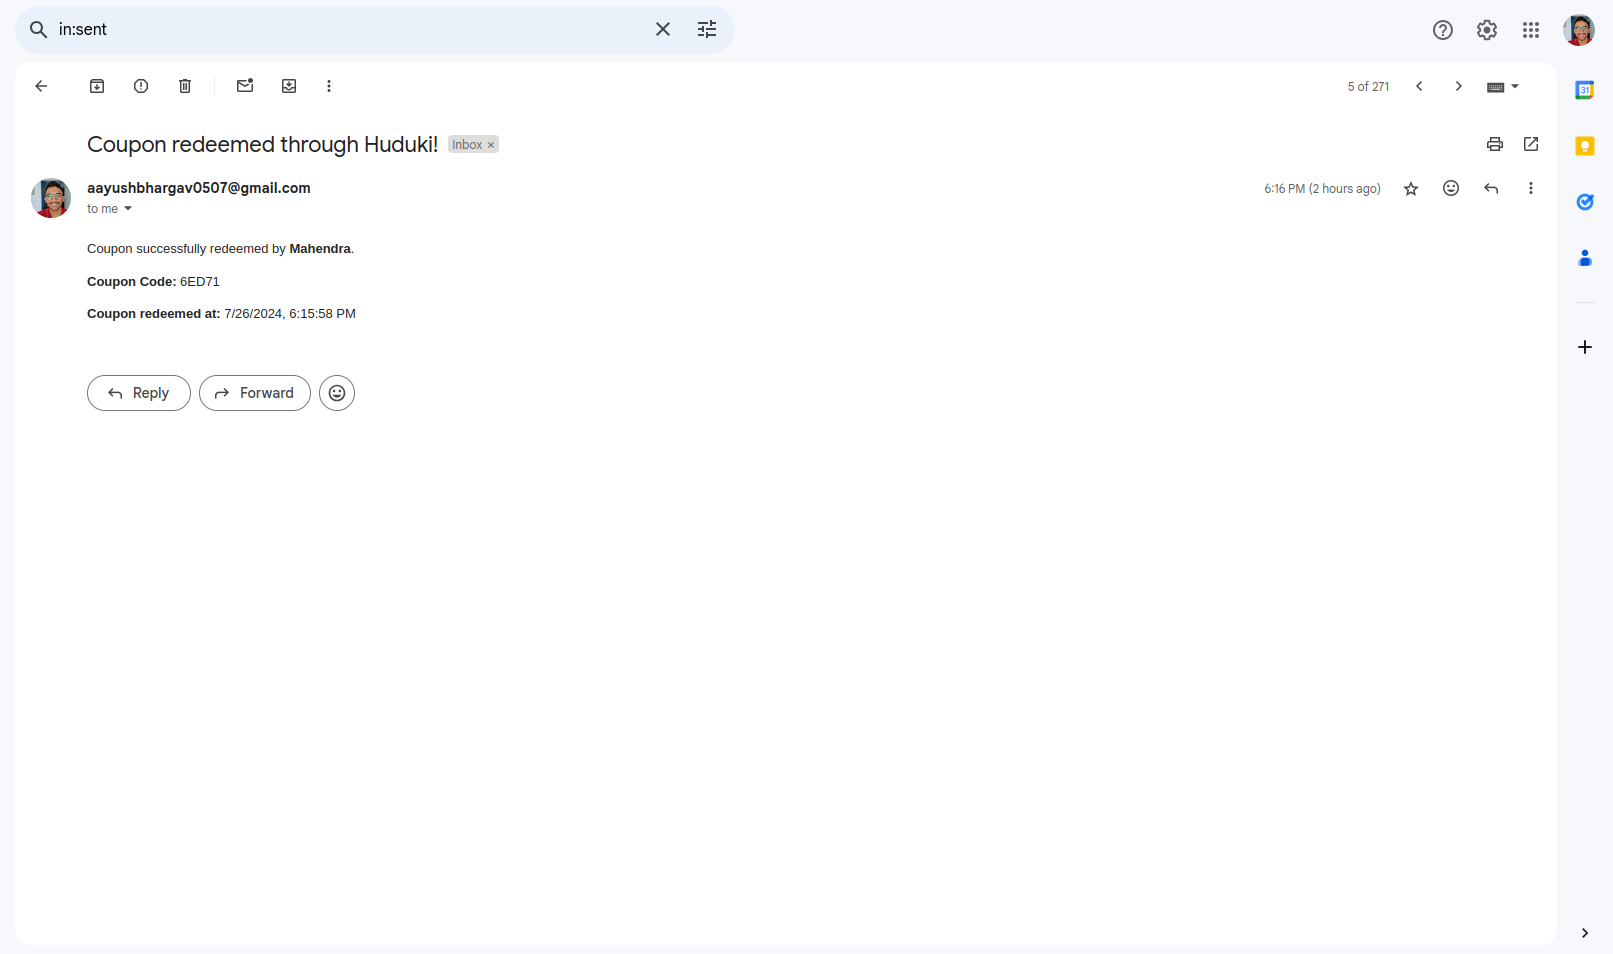 in:sent
5 of 271
31
Coupon redeemed through Huduki! Inbox ×
aayushbhargav0507@gmail.com 6:16 PM (2 hours ago)
to me
Coupon successfully redeemed by Mahendra.
Coupon Code: 6ED71
Coupon redeemed at: 7/26/2024, 6:15:58 PM
Reply Forward